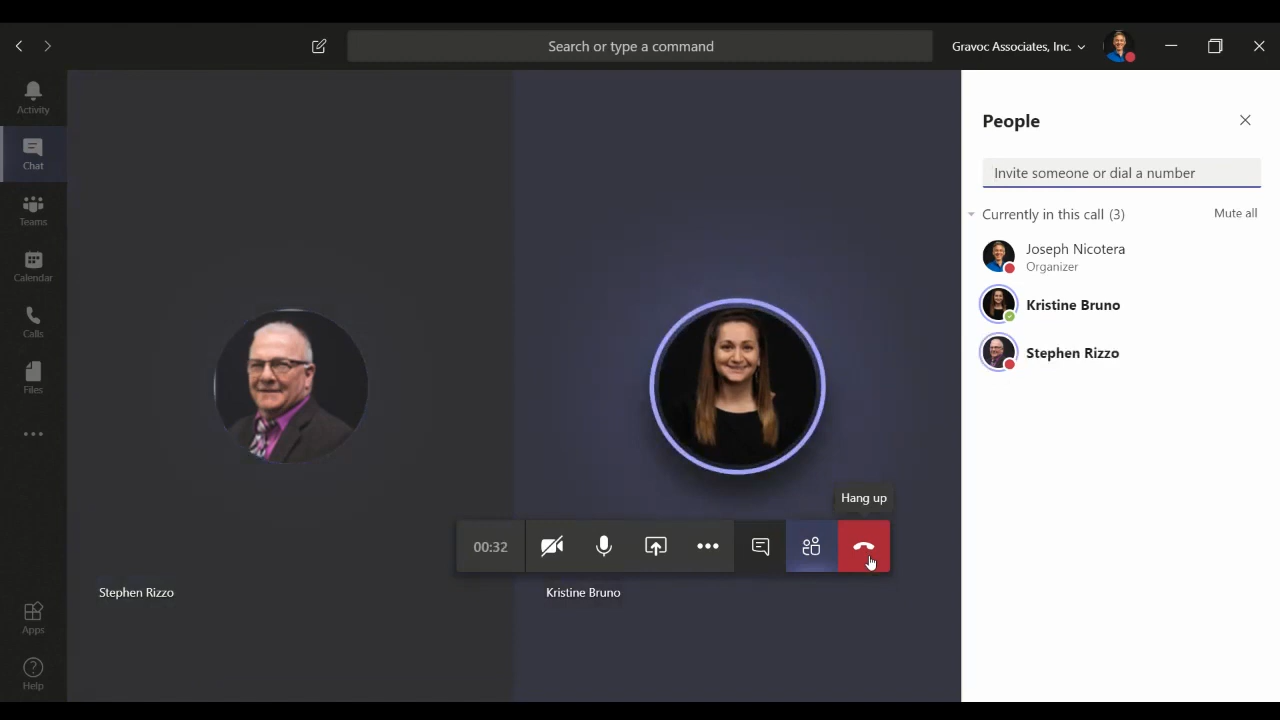 Search or type a command
Gravoc Associates, Inc.
Activity
Chat
Teams
Calendar
Calls
Files
Apps
Help
Stephen Rizzo
Kristine Bruno
Hang up
00:32
People
Invite someone or dial a number
Currently in this call (3)
Mute all
Joseph Nicotera
Organizer
Kristine Bruno
Stephen Rizzo